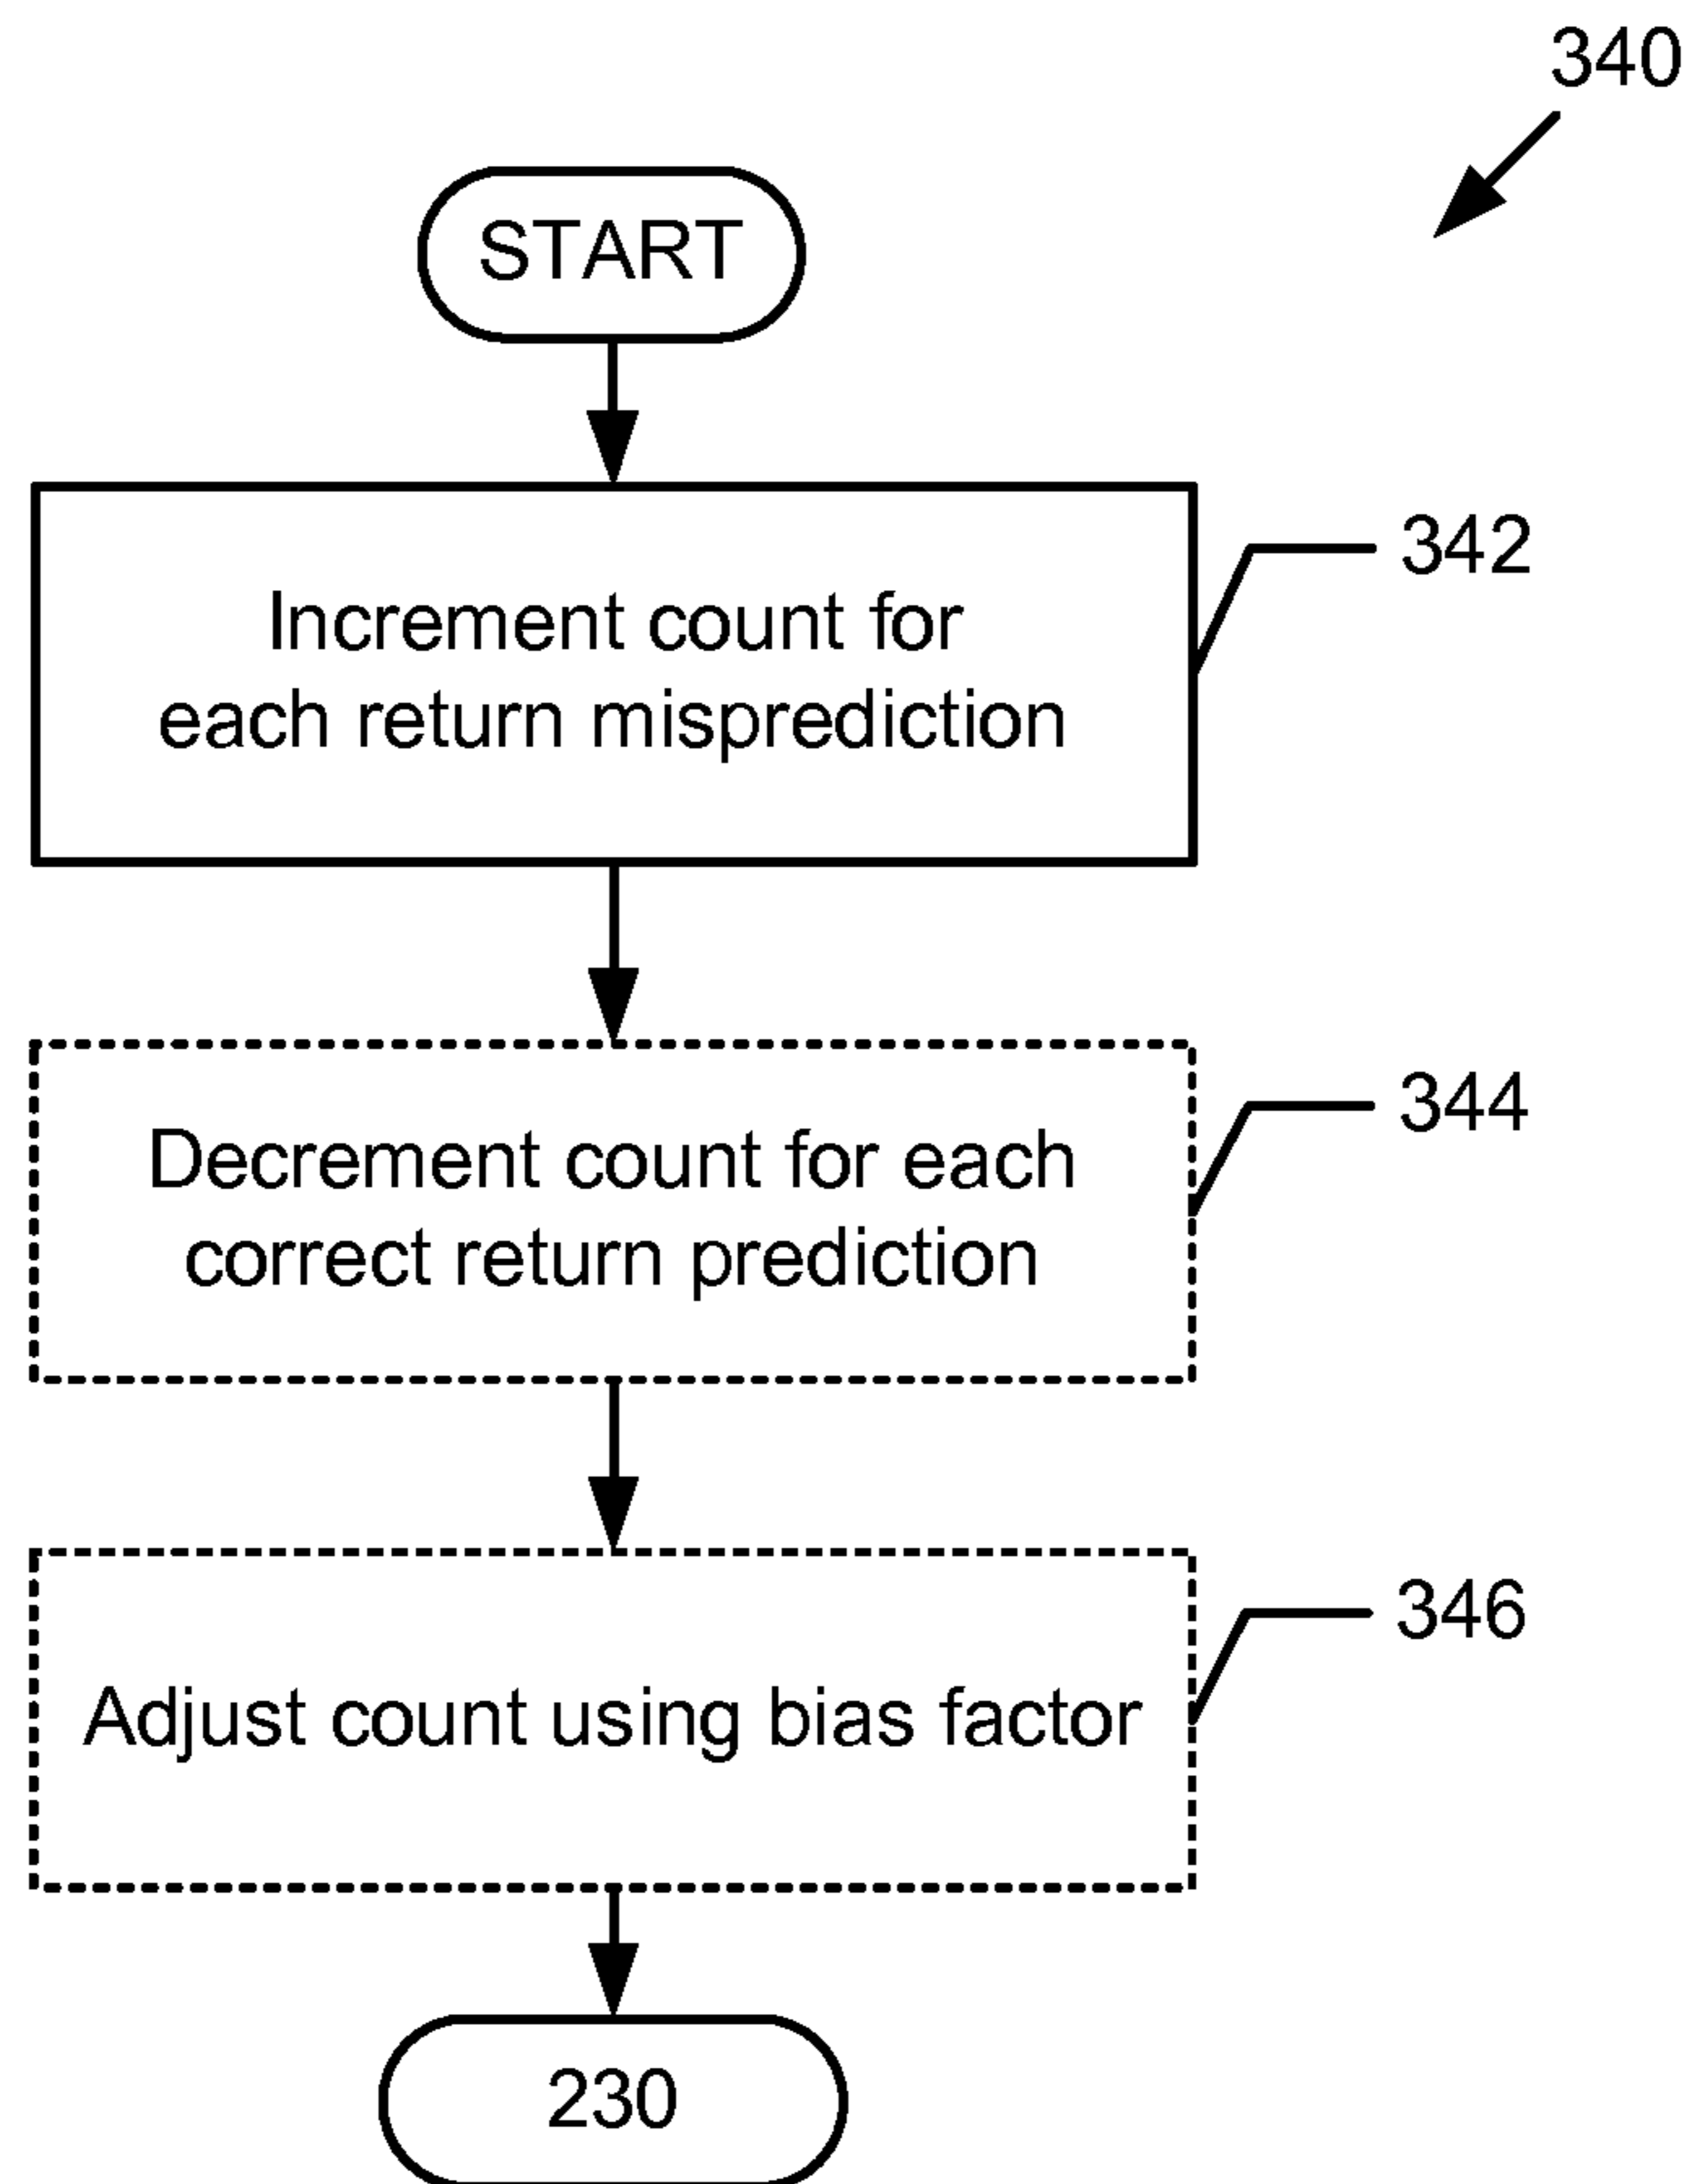 340
START
342
Increment count for
each return misprediction
344
Decrement count for each
correct return prediction
346
Adjust count using bias factor
230